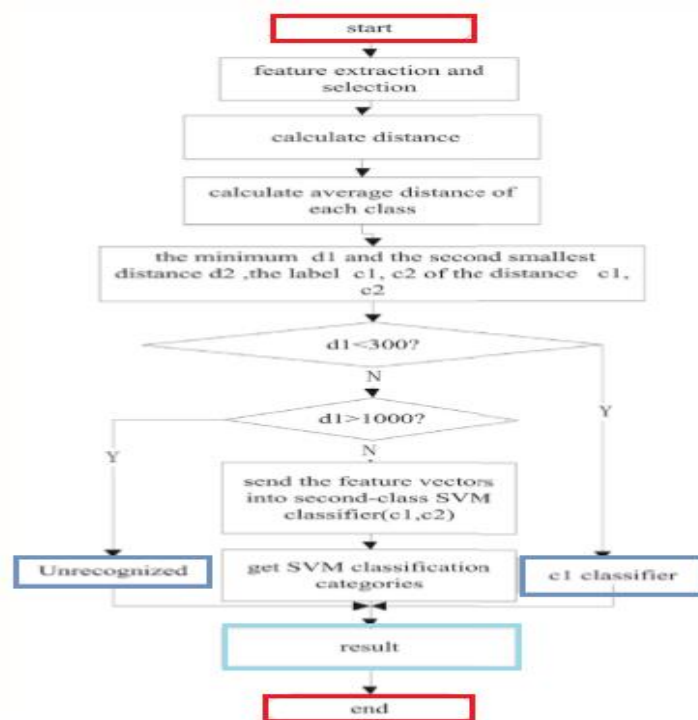 start
feature extraction and
selection
calculate distance
calculate average distance of
each class
the minimum d1 and the second smallest
distance d2 ,the label c1, c2 of the distance c1,
c2
d1<300?
N
Y
d1>1000?
Y
N
send the feature vectors
into second-class SVM
classifier(c1,c2)
Unrecognized
get SVM classification
categories
c1 classifier
result
end